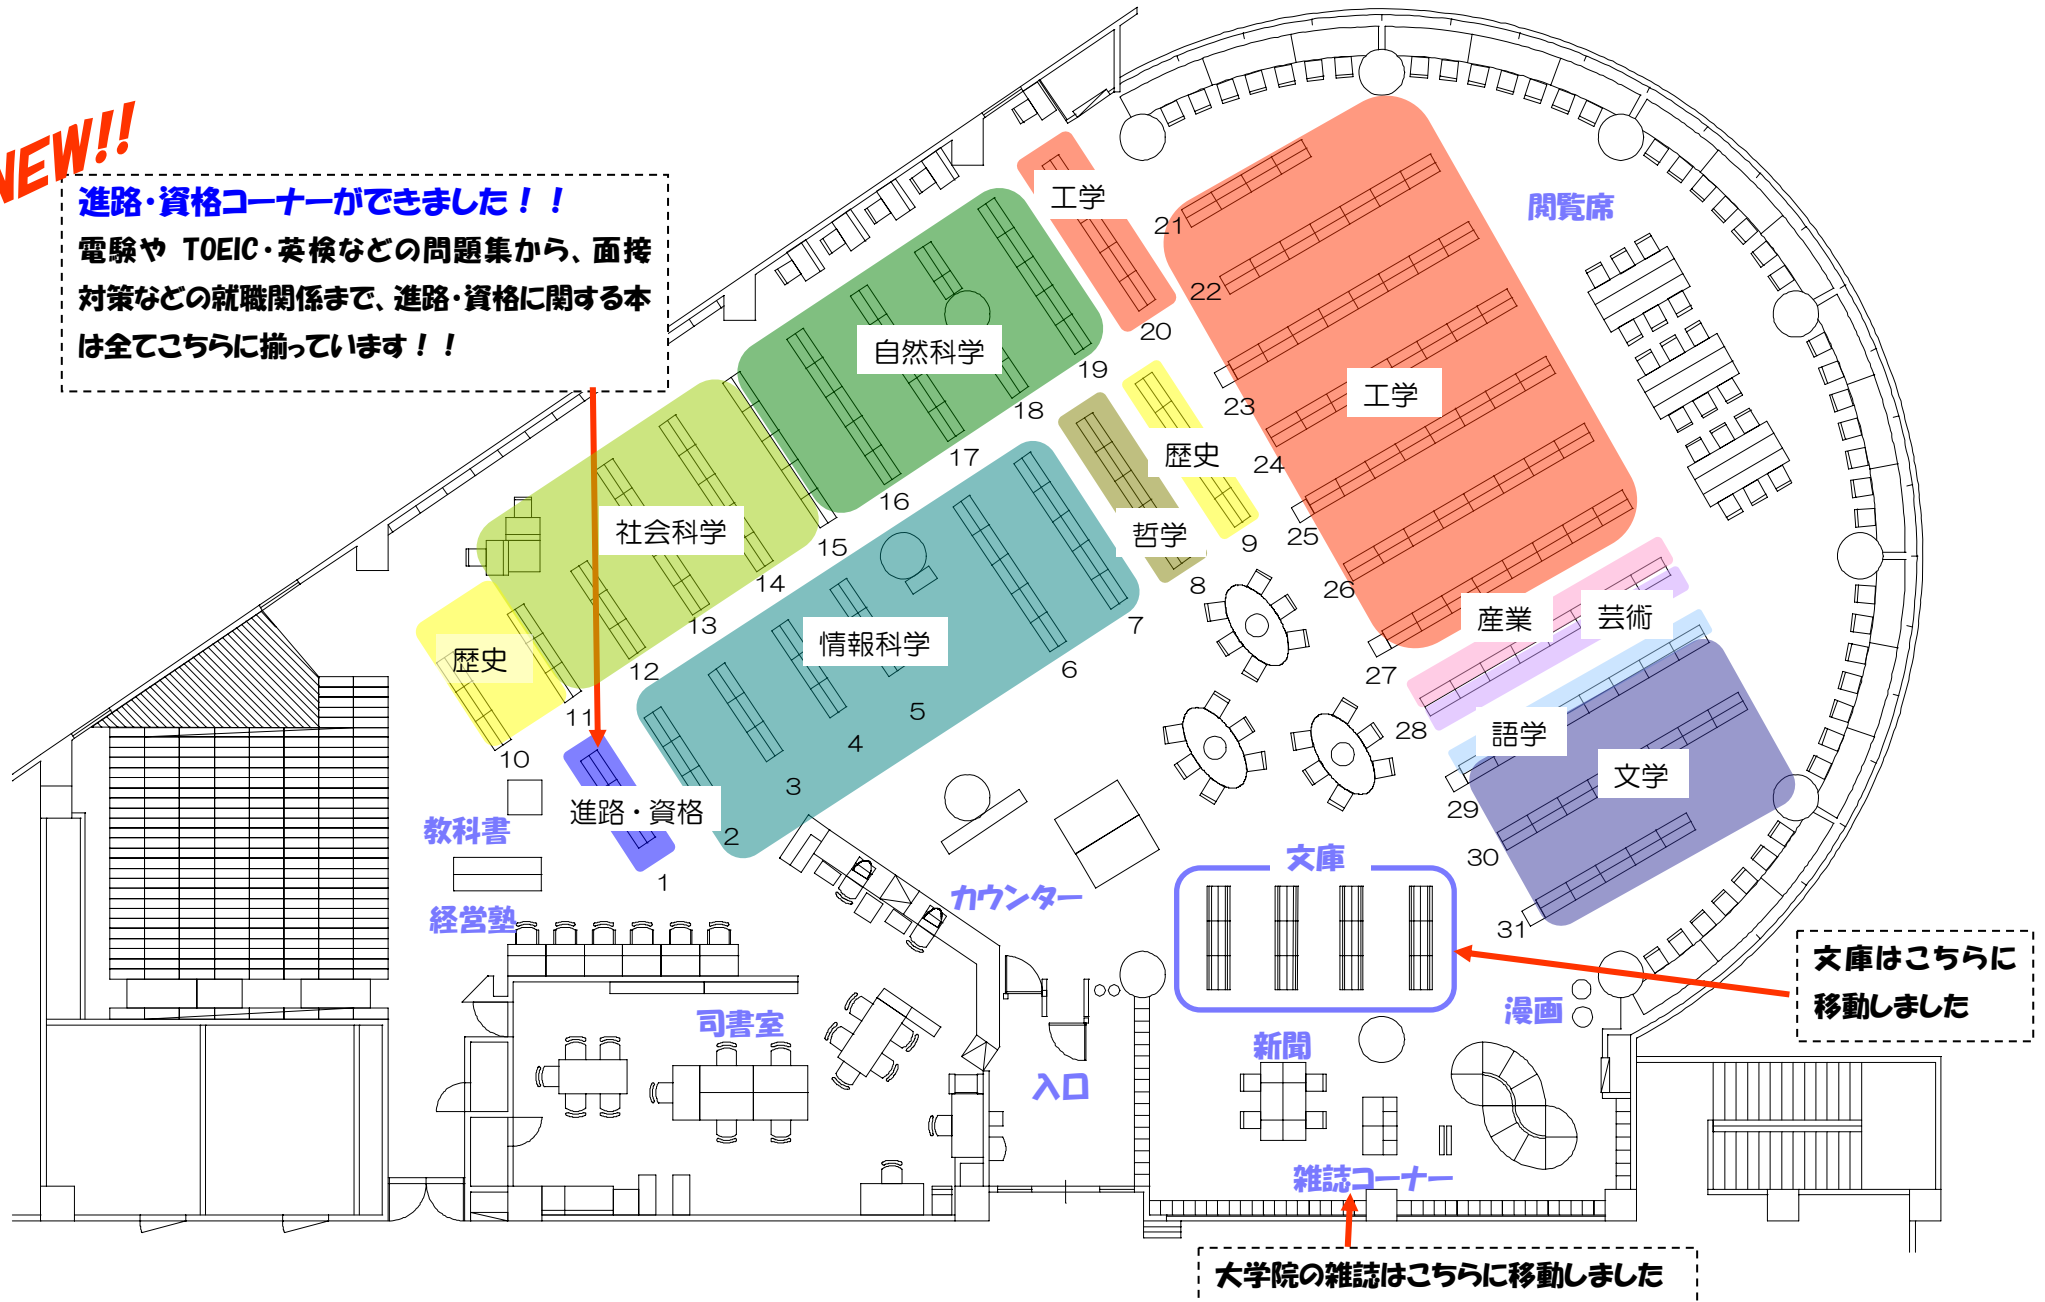 NEW!!
進路・資格コーナーができました！！
電験や TOEIC・英検などの問題集から、面接
対策などの就職関係まで、進路・資格に関する本
は全てこちらに揃っています！！
工学
21
閲覧席
22
20
自然科学
19
18
17
16
15
14
13
12
11
10
社会科学
歴史
工学
23
24
25
26
27
歴史
9
哲学
8
7
6
5
4
3
2
情報科学
産業
芸術
28
語学
29
文学
30
31
進路・資格
1
教科書
経営塾
カウンター
文庫
文庫はこちらに
移動しました
漫画
司書室
新聞
入口
雑誌コーナー
大学院の雑誌はこちらに移動しました